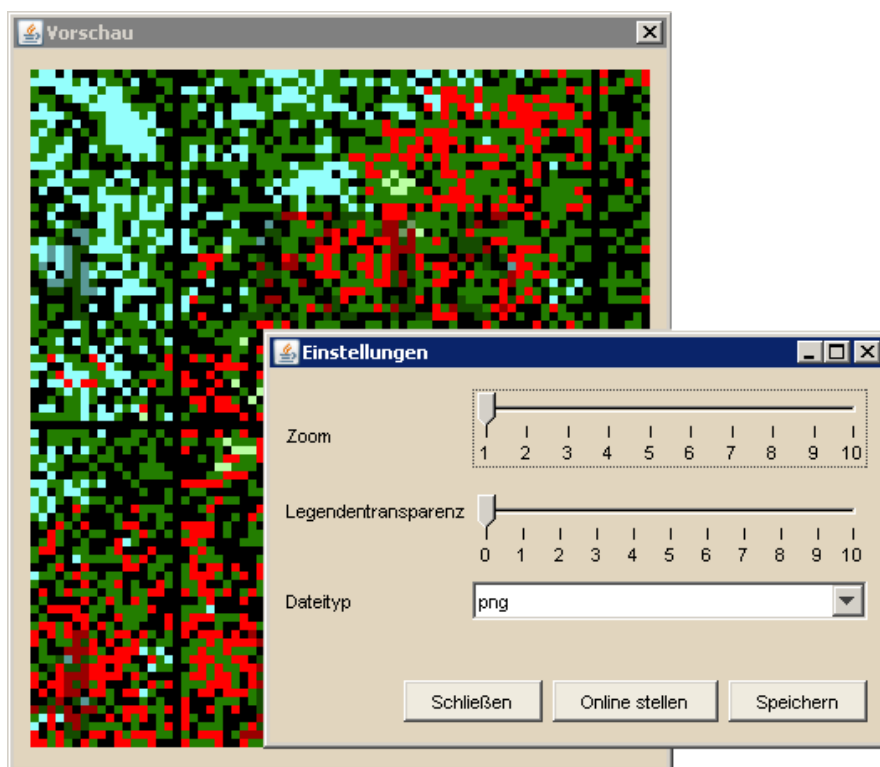 Vorschau
Einstellungen
Zoom
1 2 3 4 5 6 7 8 9 10
Legendentransparenz
0 1 2 3 4 5 6 7 8 9 10
Dateityp
png
Schließen
Online stellen
Speichern